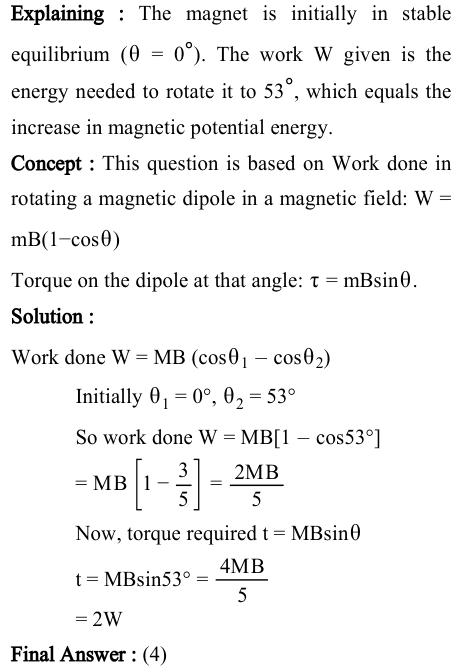 Explaining : The magnet is initially in stable
equilibrium (θ = 0°). The work W given is the
energy needed to rotate it to 53°, which equals the
increase in magnetic potential energy.
Concept : This question is based on Work done in
rotating a magnetic dipole in a magnetic field: W =
mB(1−cosθ)
Torque on the dipole at that angle: τ = mBsinθ.
Solution :
Work done W = MB (cosθ₁ − cosθ₂)
Initially θ₁ = 0°, θ₂ = 53°
So work done W = MB[1 − cos53°]
= MB [1 − 3/5] = 2MB/5
Now, torque required t = MBsinθ
t = MBsin53° = 4MB/5
= 2W
Final Answer : (4)